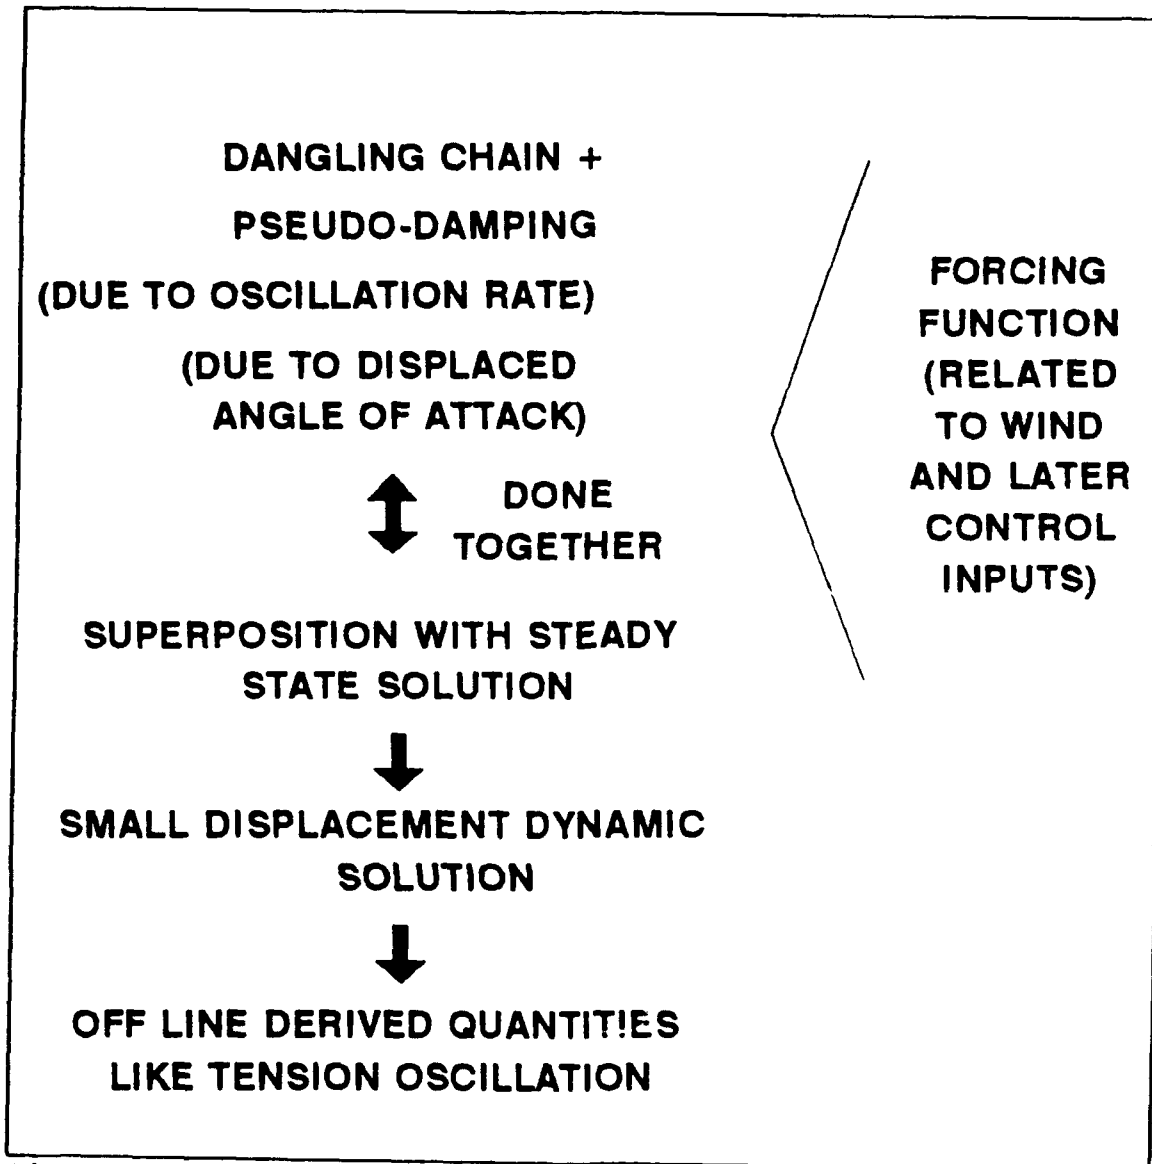 DANGLING CHAIN +
PSEUDO-DAMPING
(DUE TO OSCILLATION RATE)
(DUE TO DISPLACED
ANGLE OF ATTACK)
DONE
TOGETHER
SUPERPOSITION WITH STEADY
STATE SOLUTION
SMALL DISPLACEMENT DYNAMIC
SOLUTION
OFF LINE DERIVED QUANTITIES
LIKE TENSION OSCILLATION
FORCING
FUNCTION
(RELATED
TO WIND
AND LATER
CONTROL
INPUTS)